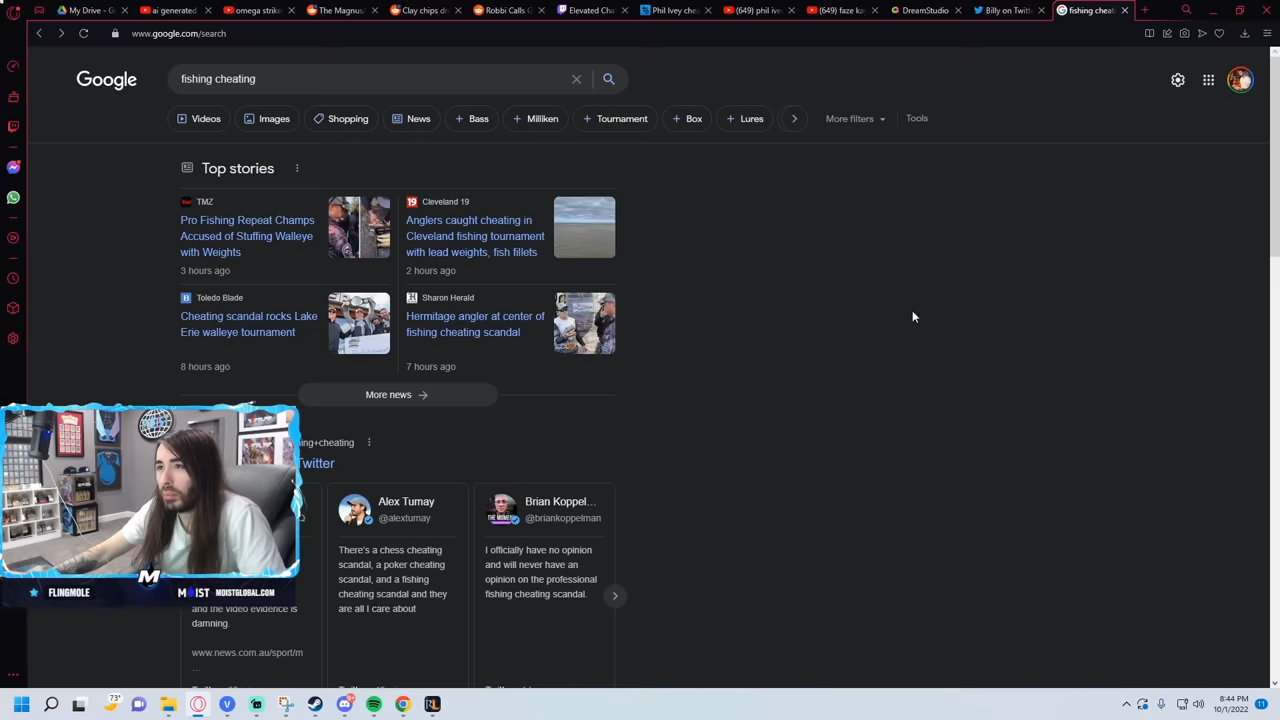 My Drive - G
ai generated
omega strike
The Magnus
Clay chips dr
Robbi Calls O
Elevated Chan
Phil Ivey chea
(649) phil ive
(649) faze ka
DreamStudio
Billy on Twitt
fishing cheat
www.google.com/search
Google
fishing cheating
Videos
Images
Shopping
News
+ Bass
+ Milliken
+ Tournament
+ Box
+ Lures
More filters
Tools
Top stories
TMZ
Pro Fishing Repeat Champs
Accused of Stuffing Walleye
with Weights
3 hours ago
19 Cleveland 19
Anglers caught cheating in
Cleveland fishing tournament
with lead weights, fish fillets
2 hours ago
B Toledo Blade
Cheating scandal rocks Lake
Erie walleye tournament
8 hours ago
Sharon Herald
Hermitage angler at center of
fishing cheating scandal
7 hours ago
More news
ning+cheating
Twitter
Alex Tumay
@alextumay
There's a chess cheating
scandal, a poker cheating
scandal, and a fishing
cheating scandal and they
are all I care about
Brian Koppel...
@briankoppelman
I officially have no opinion
and will never have an
opinion on the professional
fishing cheating scandal.
and the video evidence is
damning.
www.news.com.au/sport/m
...
M
FLINGMOLE
MOIST MOISTGLOBAL.COM
73°
8:44 PM
10/1/2022
11